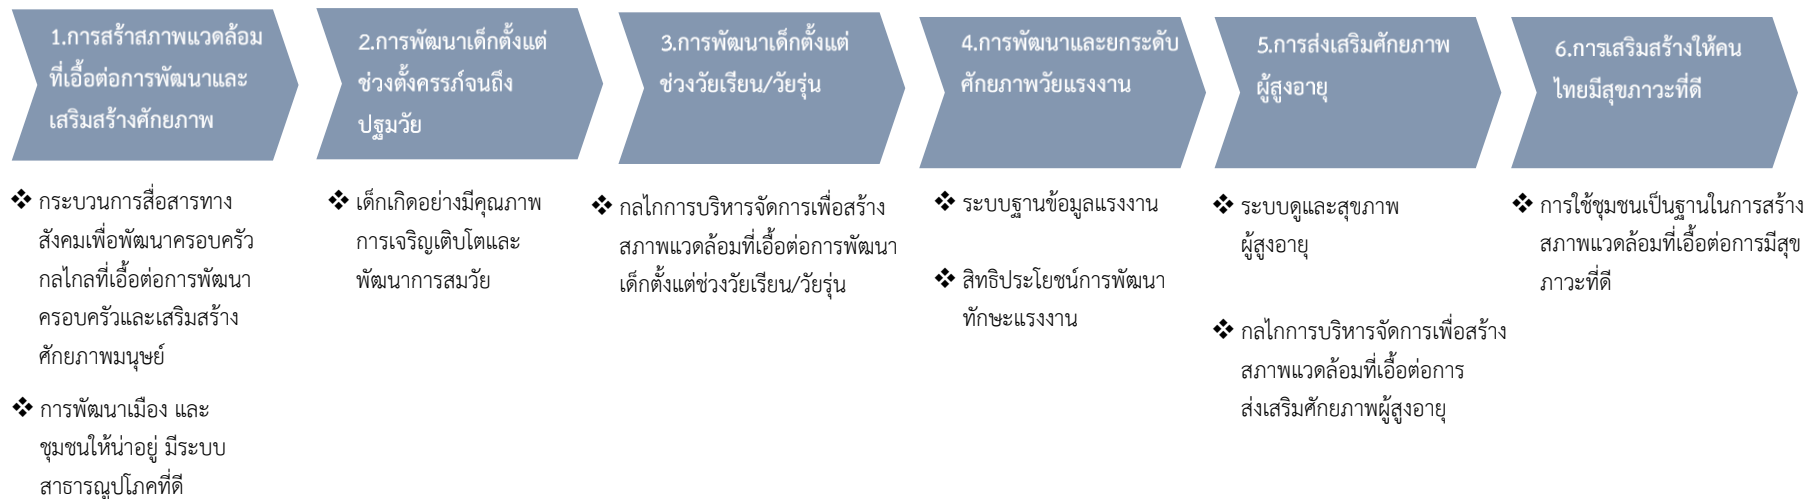 1.การสร้าสภาพแวดล้อม
ที่เอื้อต่อการพัฒนาและ
เสริมสร้างศักยภาพ
❖ กระบวนการสื่อสารทาง
สังคมเพื่อพัฒนาครอบครัว
กลไกลที่เอื้อต่อการพัฒนา
ครอบครัวและเสริมสร้าง
ศักยภาพมนุษย์
❖ การพัฒนาเมือง และ
ชุมชนให้น่าอยู่ มีระบบ
สาธารณูปโภคที่ดี
2.การพัฒนาเด็กตั้งแต่
ช่วงตั้งครรภ์จนถึง
ปฐมวัย
❖ เด็กเกิดอย่างมีคุณภาพ
การเจริญเติบโตและ
พัฒนาการสมวัย
3.การพัฒนาเด็กตั้งแต่
ช่วงวัยเรียน/วัยรุ่น
❖ กลไกการบริหารจัดการเพื่อสร้าง
สภาพแวดล้อมที่เอื้อต่อการพัฒนา
เด็กตั้งแต่ช่วงวัยเรียน/วัยรุ่น
4.การพัฒนาและยกระดับ
ศักยภาพวัยแรงงาน
❖ ระบบฐานข้อมูลแรงงาน
❖ สิทธิประโยชน์การพัฒนา
ทักษะแรงงาน
5.การส่งเสริมศักยภาพ
ผู้สูงอายุ
❖ ระบบดูและสุขภาพ
ผู้สูงอายุ
❖ กลไกการบริหารจัดการเพื่อสร้าง
สภาพแวดล้อมที่เอื้อต่อการ
ส่งเสริมศักยภาพผู้สูงอายุ
6.การเสริมสร้างให้คน
ไทยมีสุขภาวะที่ดี
❖ การใช้ชุมชนเป็นฐานในการสร้าง
สภาพแวดล้อมที่เอื้อต่อการมีสุข
ภาวะที่ดี